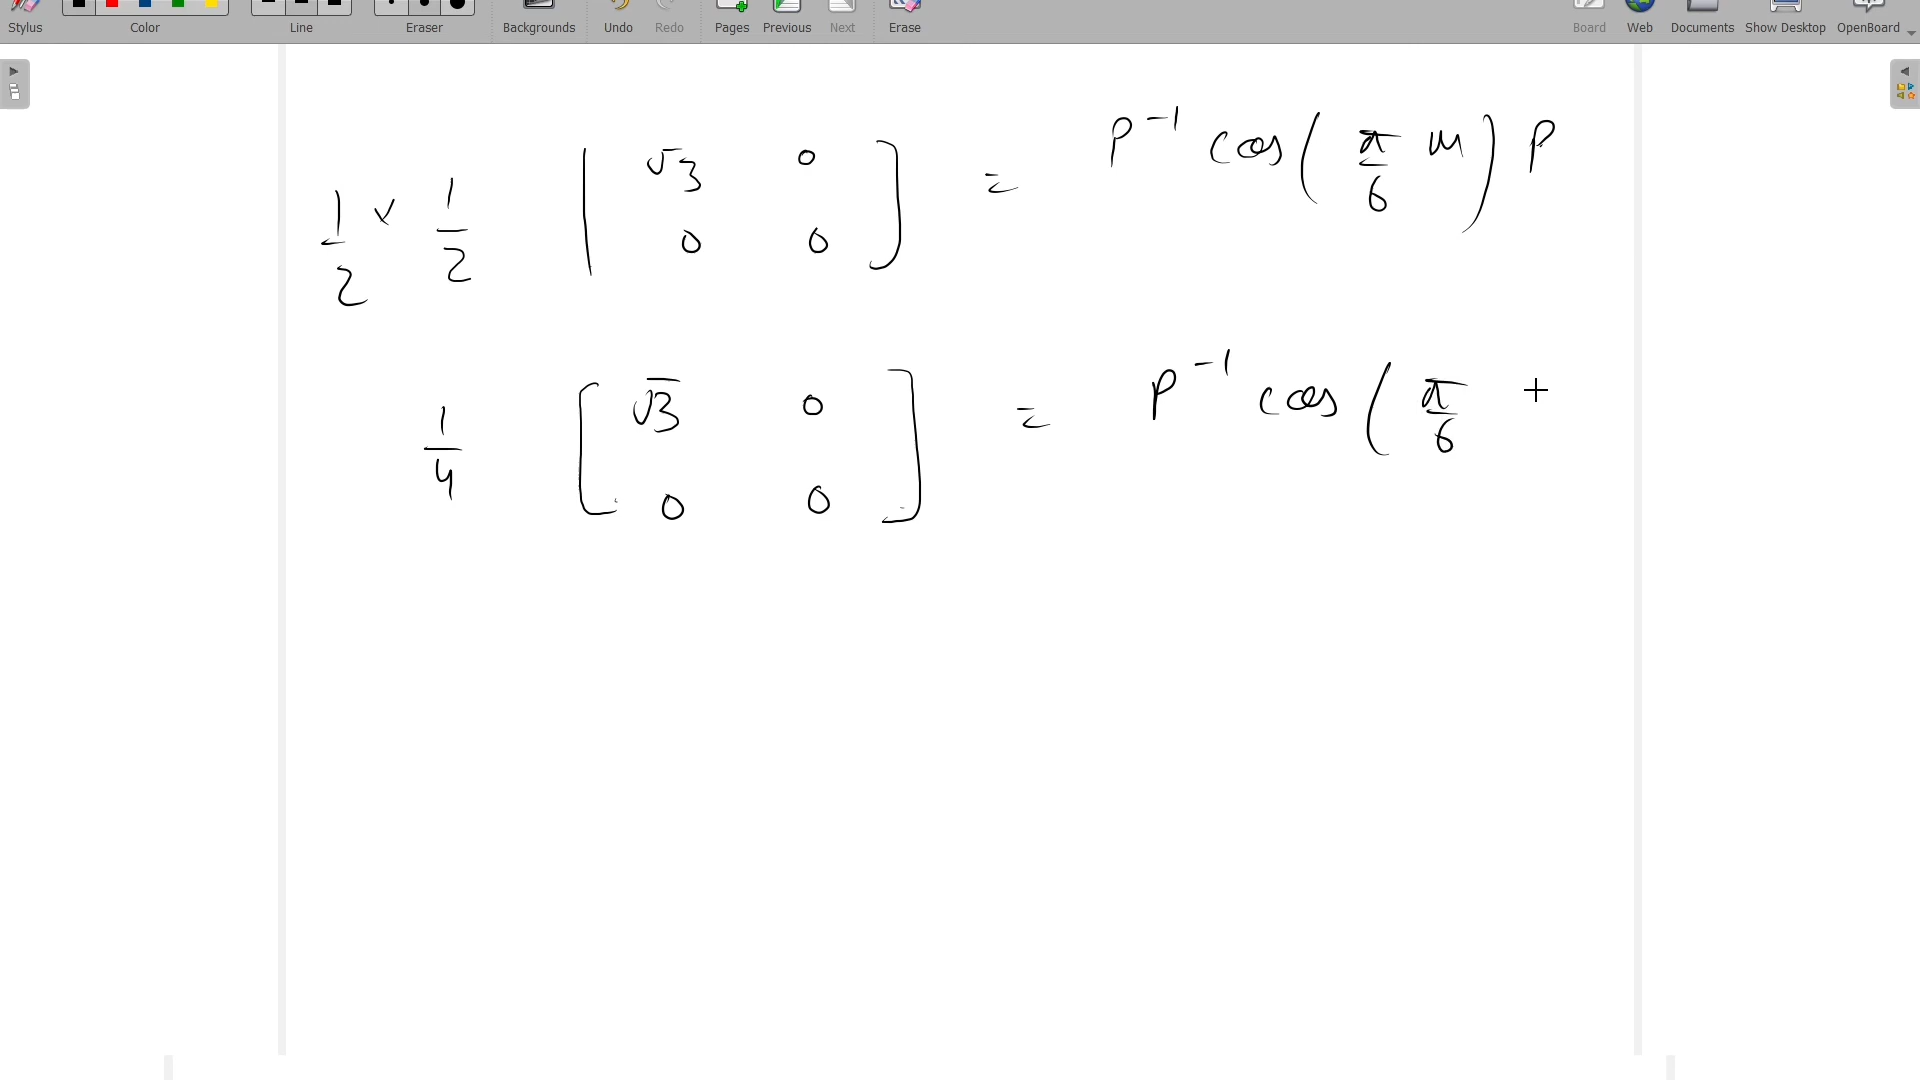 Stylus Color Line Eraser Backgrounds Undo Redo Pages Previous Next Erase Board Web Documents Show Desktop OpenBoard
1/2 × 1/2 [ √3 0 ; 0 0 ] = P⁻¹ cos( π/6 M ) P
1/4 [ √3 0 ; 0 0 ] = P⁻¹ cos( π/6